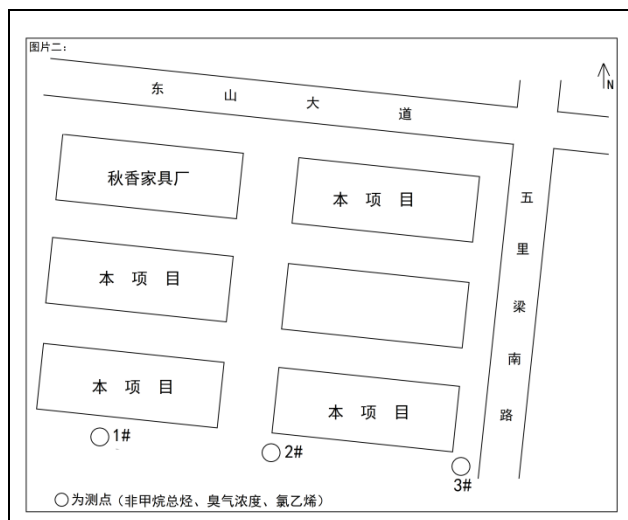 图片二：
N
东山大道
秋香家具厂
本项目
五里梁南路
本项目
本项目
本项目
1#
2#
3#
为测点（非甲烷总烃、臭气浓度、氯乙烯）